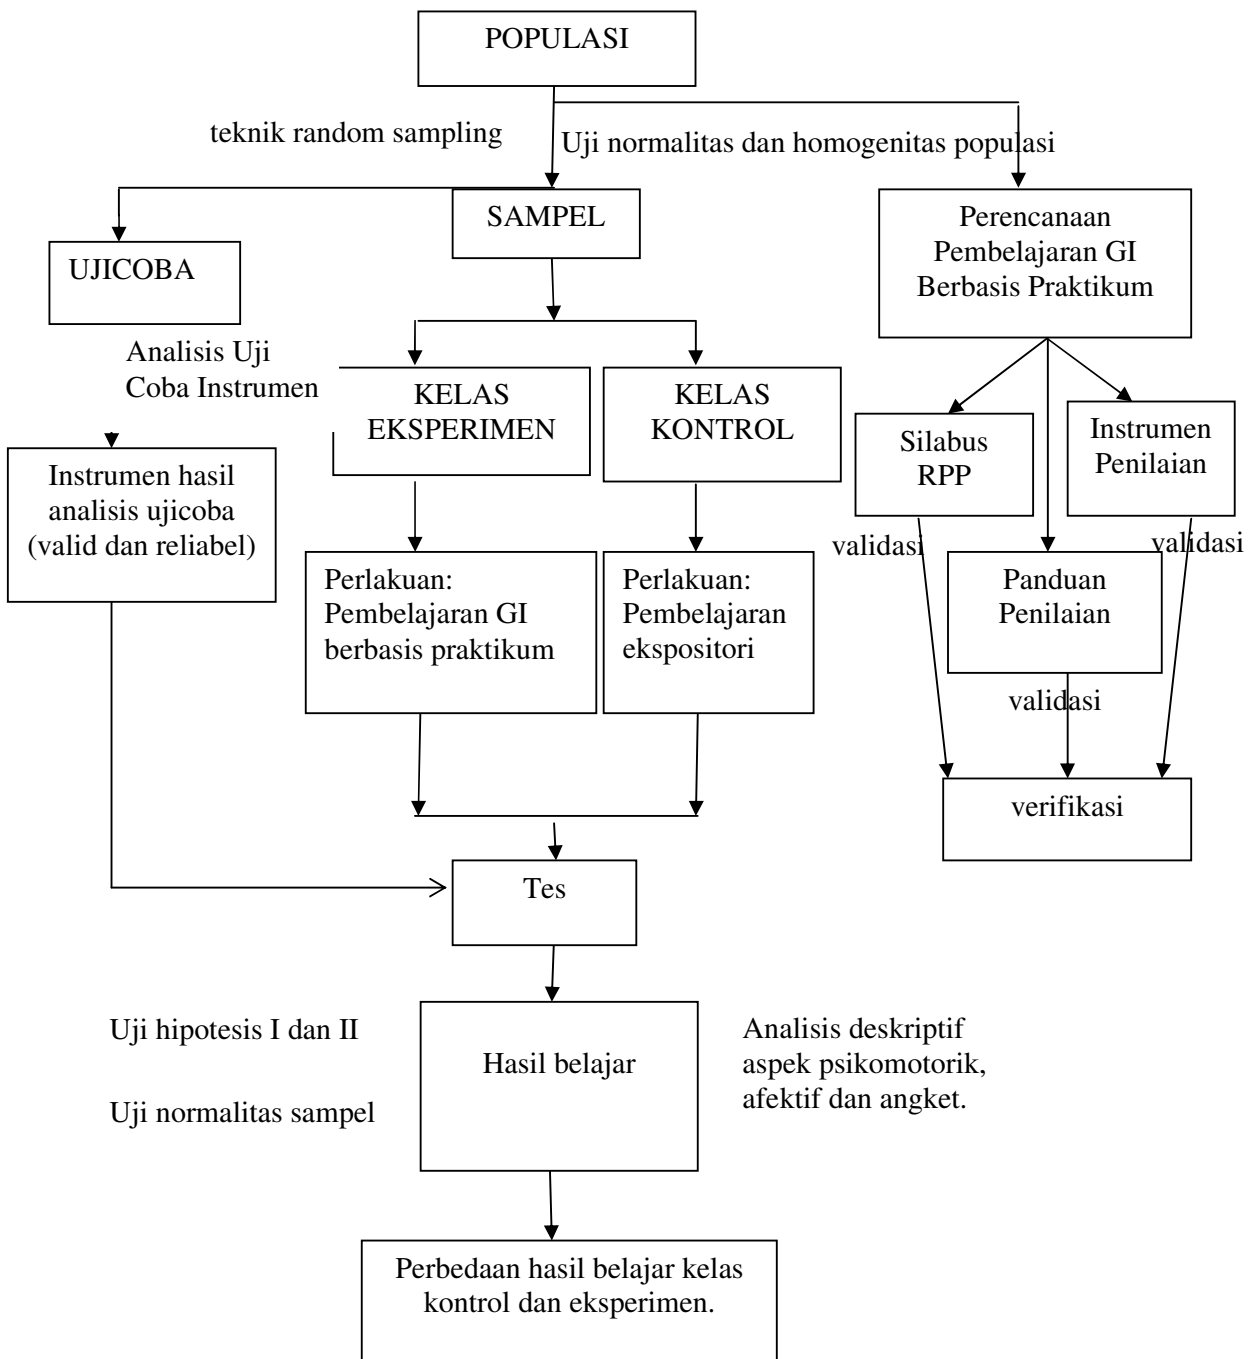 POPULASI
teknik random sampling
Uji normalitas dan homogenitas populasi
SAMPEL
Perencanaan
Pembelajaran GI
Berbasis Praktikum
UJICOBA
Analisis Uji
Coba Instrumen
KELAS
EKSPERIMEN
KELAS
KONTROL
Silabus
RPP
Instrumen
Penilaian
Instrumen hasil
analisis ujicoba
(valid dan reliabel)
validasi
validasi
Perlakuan:
Pembelajaran GI
berbasis praktikum
Perlakuan:
Pembelajaran
ekspositori
Panduan
Penilaian
validasi
verifikasi
Tes
Uji hipotesis I dan II
Uji normalitas sampel
Hasil belajar
Analisis deskriptif
aspek psikomotorik,
afektif dan angket.
Perbedaan hasil belajar kelas
kontrol dan eksperimen.